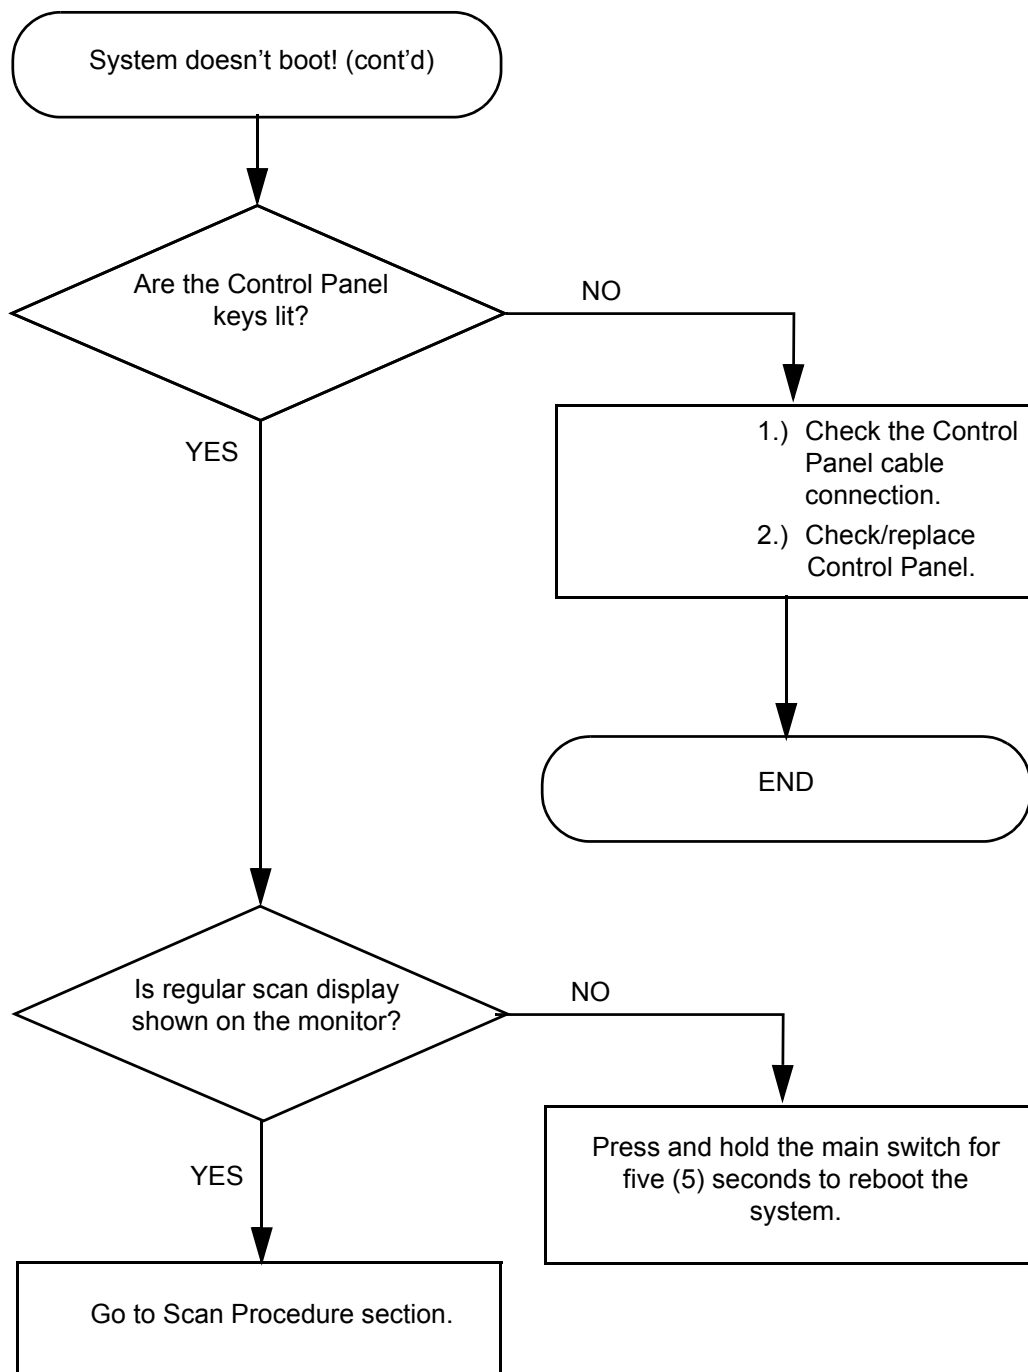 System doesn’t boot! (cont’d)
Are the Control Panel
keys lit?
NO
YES
1.) Check the Control
Panel cable
connection.
2.) Check/replace
Control Panel.
END
Is regular scan display
shown on the monitor?
NO
YES
Press and hold the main switch for
five (5) seconds to reboot the
system.
Go to Scan Procedure section.